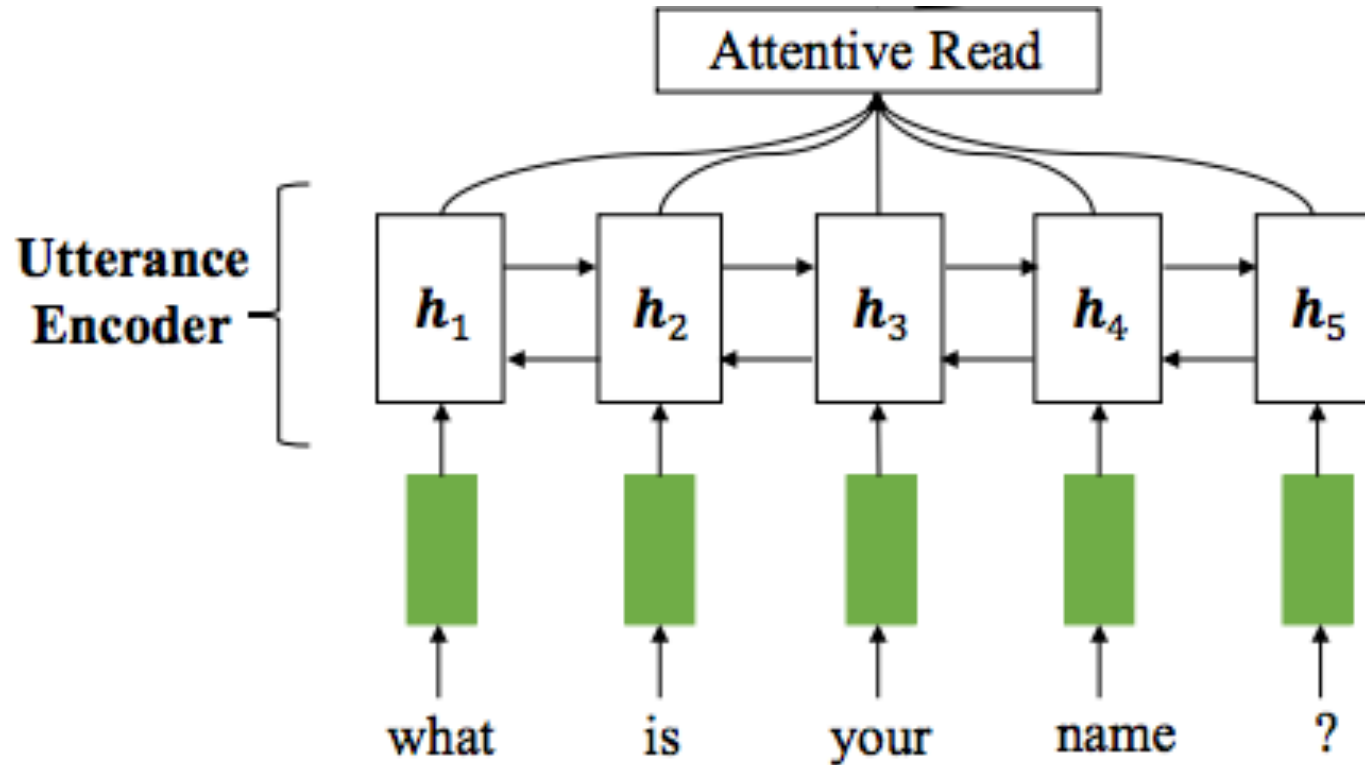 Attentive Read
Utterance
Encoder
h₁ h₂ h₃ h₄ h₅
what is your name ?